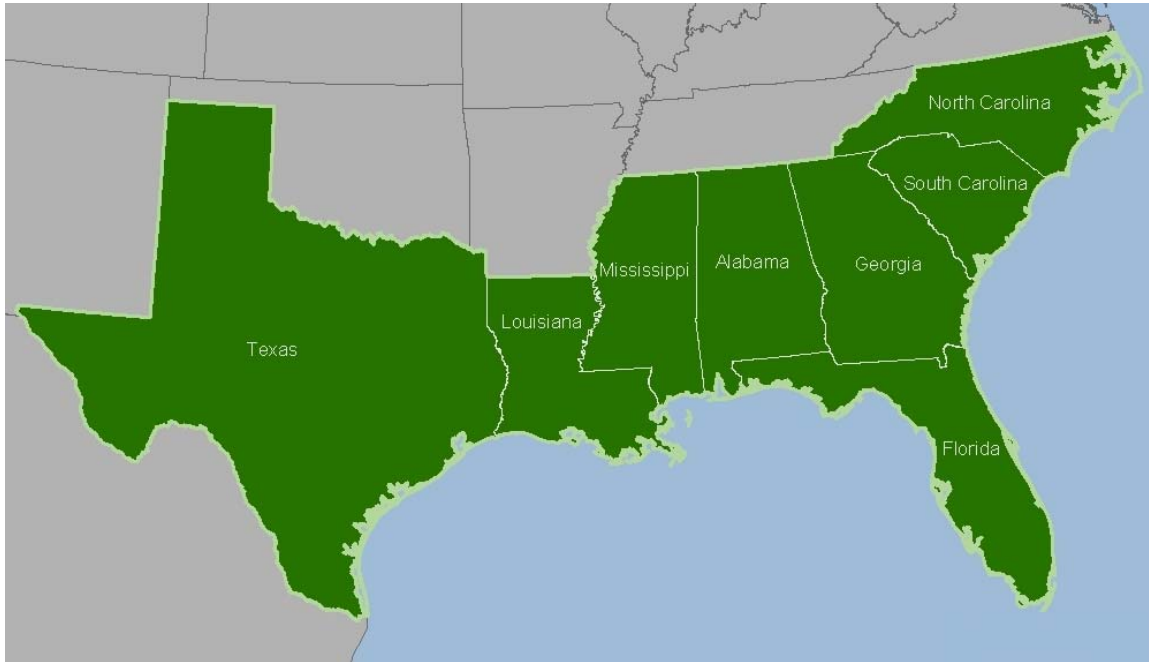 North Carolina
South Carolina
Mississippi
Alabama
Georgia
Louisiana
Texas
Florida